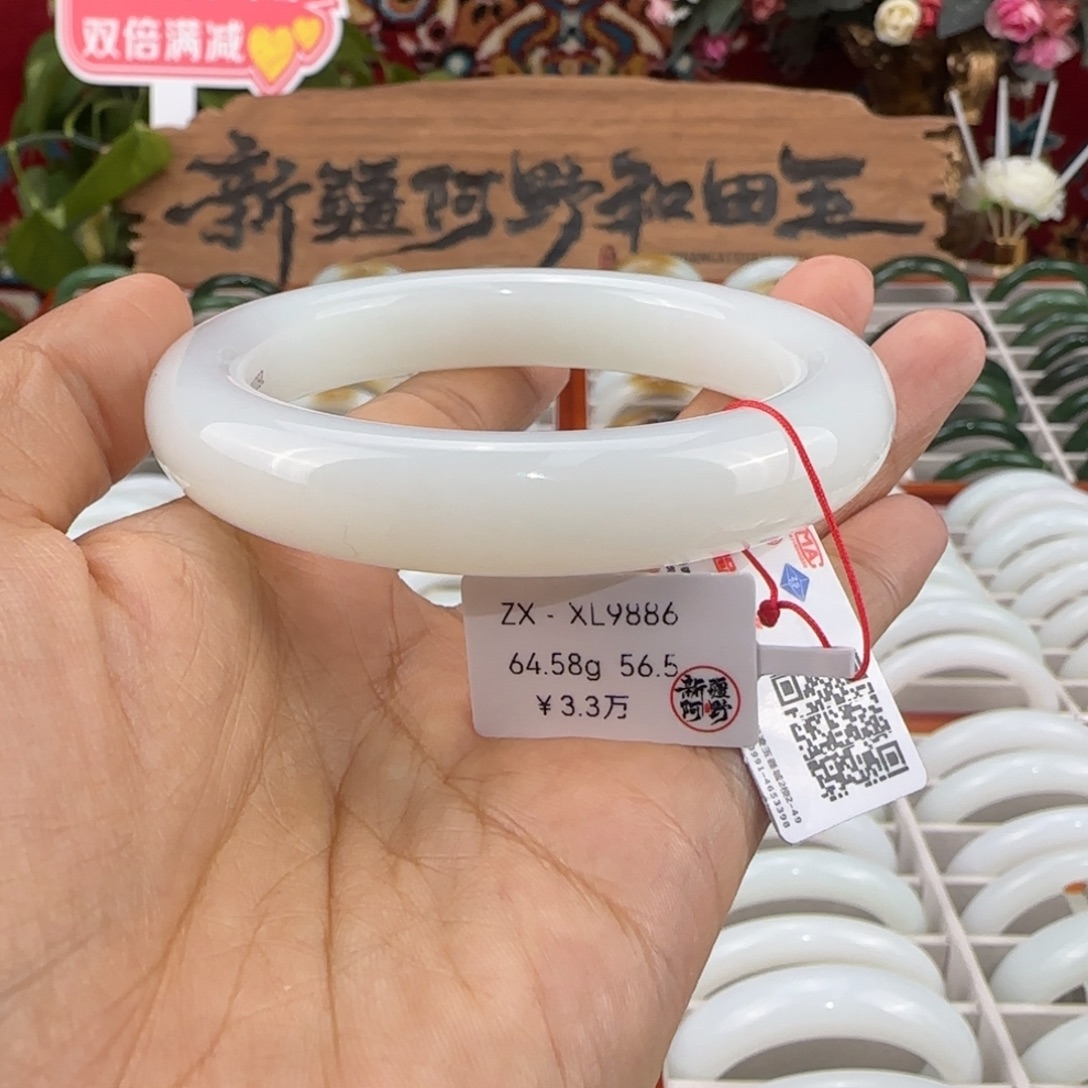 双倍满减
新疆阿野和田玉
ZX - XL9886
64.58g 56.5
¥3.3万
新疆
阿野
MA